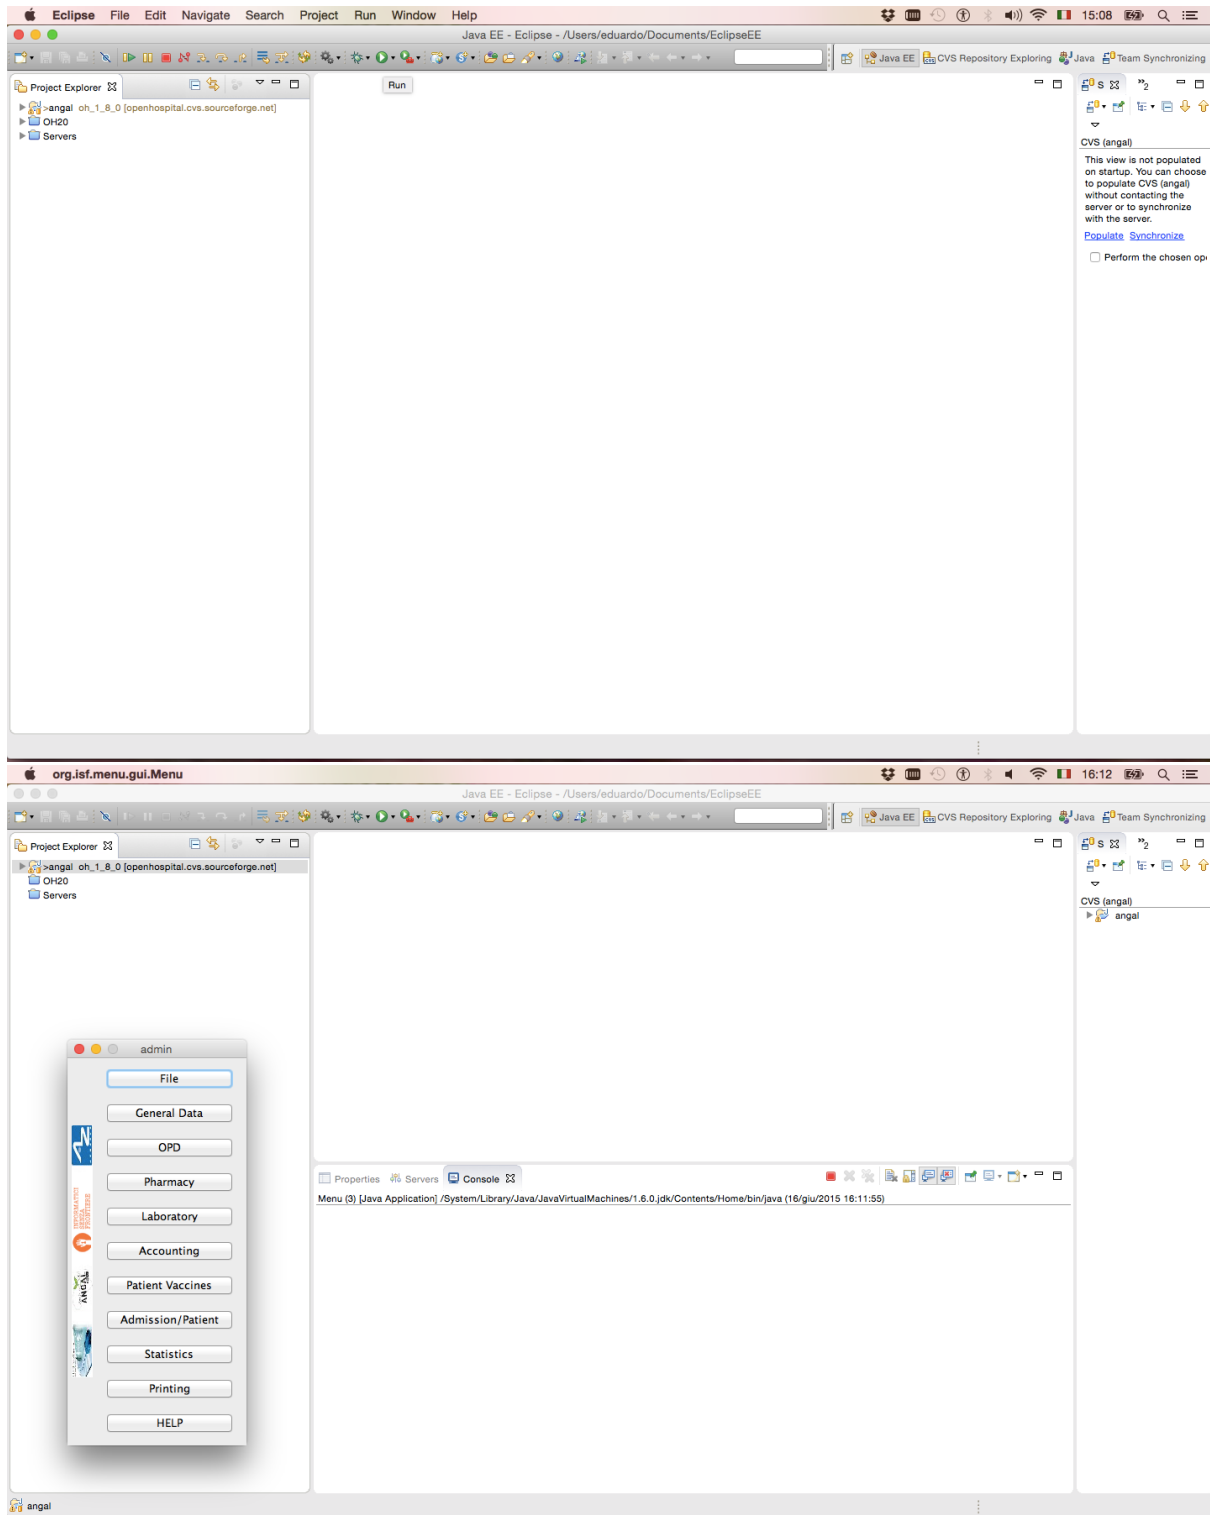 Eclipse File Edit Navigate Search Project Run Window Help 15:08
Java EE - Eclipse - /Users/eduardo/Documents/EclipseEE
Java EE CVS Repository Exploring Java Team Synchronizing
Project Explorer
Run
S
»2
>angal oh_1_8_0 [openhospital.cvs.sourceforge.net]
OH20
Servers
CVS (angal)
This view is not populated
on startup. You can choose
to populate CVS (angal)
without contacting the
server or to synchronize
with the server.
Populate Synchronize
Perform the chosen op
org.isf.menu.gui.Menu 16:12
Java EE - Eclipse - /Users/eduardo/Documents/EclipseEE
Java EE CVS Repository Exploring Java Team Synchronizing
Project Explorer
S
»2
>angal oh_1_8_0 [openhospital.cvs.sourceforge.net]
OH20
Servers
CVS (angal)
angal
admin
File
General Data
OPD
Pharmacy
Laboratory
Accounting
Patient Vaccines
Admission/Patient
Statistics
Printing
HELP
INFORMATICI
SENZA
FRONTIERE
Properties Servers Console
Menu (3) [Java Application] /System/Library/Java/JavaVirtualMachines/1.6.0.jdk/Contents/Home/bin/java (16/giu/2015 16:11:55)
angal